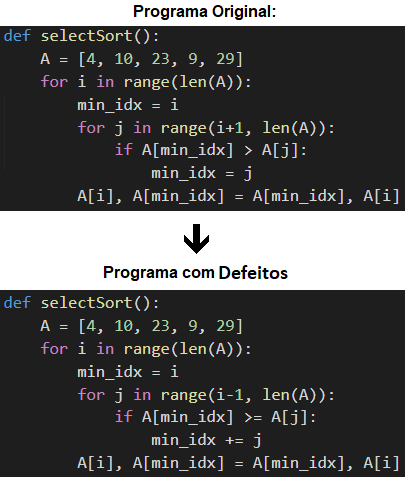 Programa Original:
def selectSort():
    A = [4, 10, 23, 9, 29]
    for i in range(len(A)):
        min_idx = i
        for j in range(i+1, len(A)):
            if A[min_idx] > A[j]:
                min_idx = j
        A[i], A[min_idx] = A[min_idx], A[i]
Programa com Defeitos
def selectSort():
    A = [4, 10, 23, 9, 29]
    for i in range(len(A)):
        min_idx = i
        for j in range(i-1, len(A)):
            if A[min_idx] >= A[j]:
                min_idx += j
        A[i], A[min_idx] = A[min_idx], A[i]